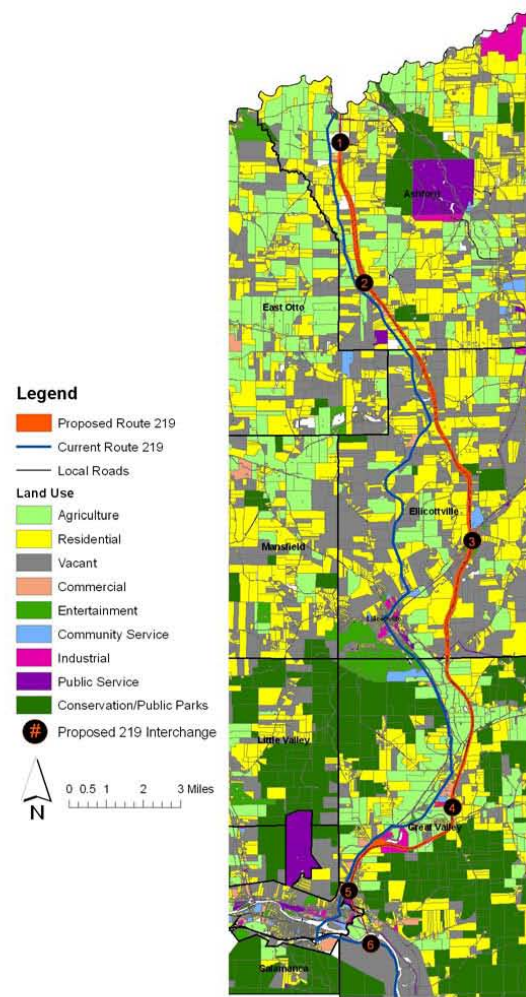 1
Ashford
2
East Otto
Legend
Proposed Route 219
Current Route 219
Local Roads
Land Use
Agriculture
Residential
Vacant
Commercial
Entertainment
Community Service
Industrial
Public Service
Conservation/Public Parks
# Proposed 219 Interchange
N
0 0.5 1 2 3 Miles
Ellicottville
3
Mansfield
Ellicottville
Little Valley
4
Great Valley
5
6
Salamanca